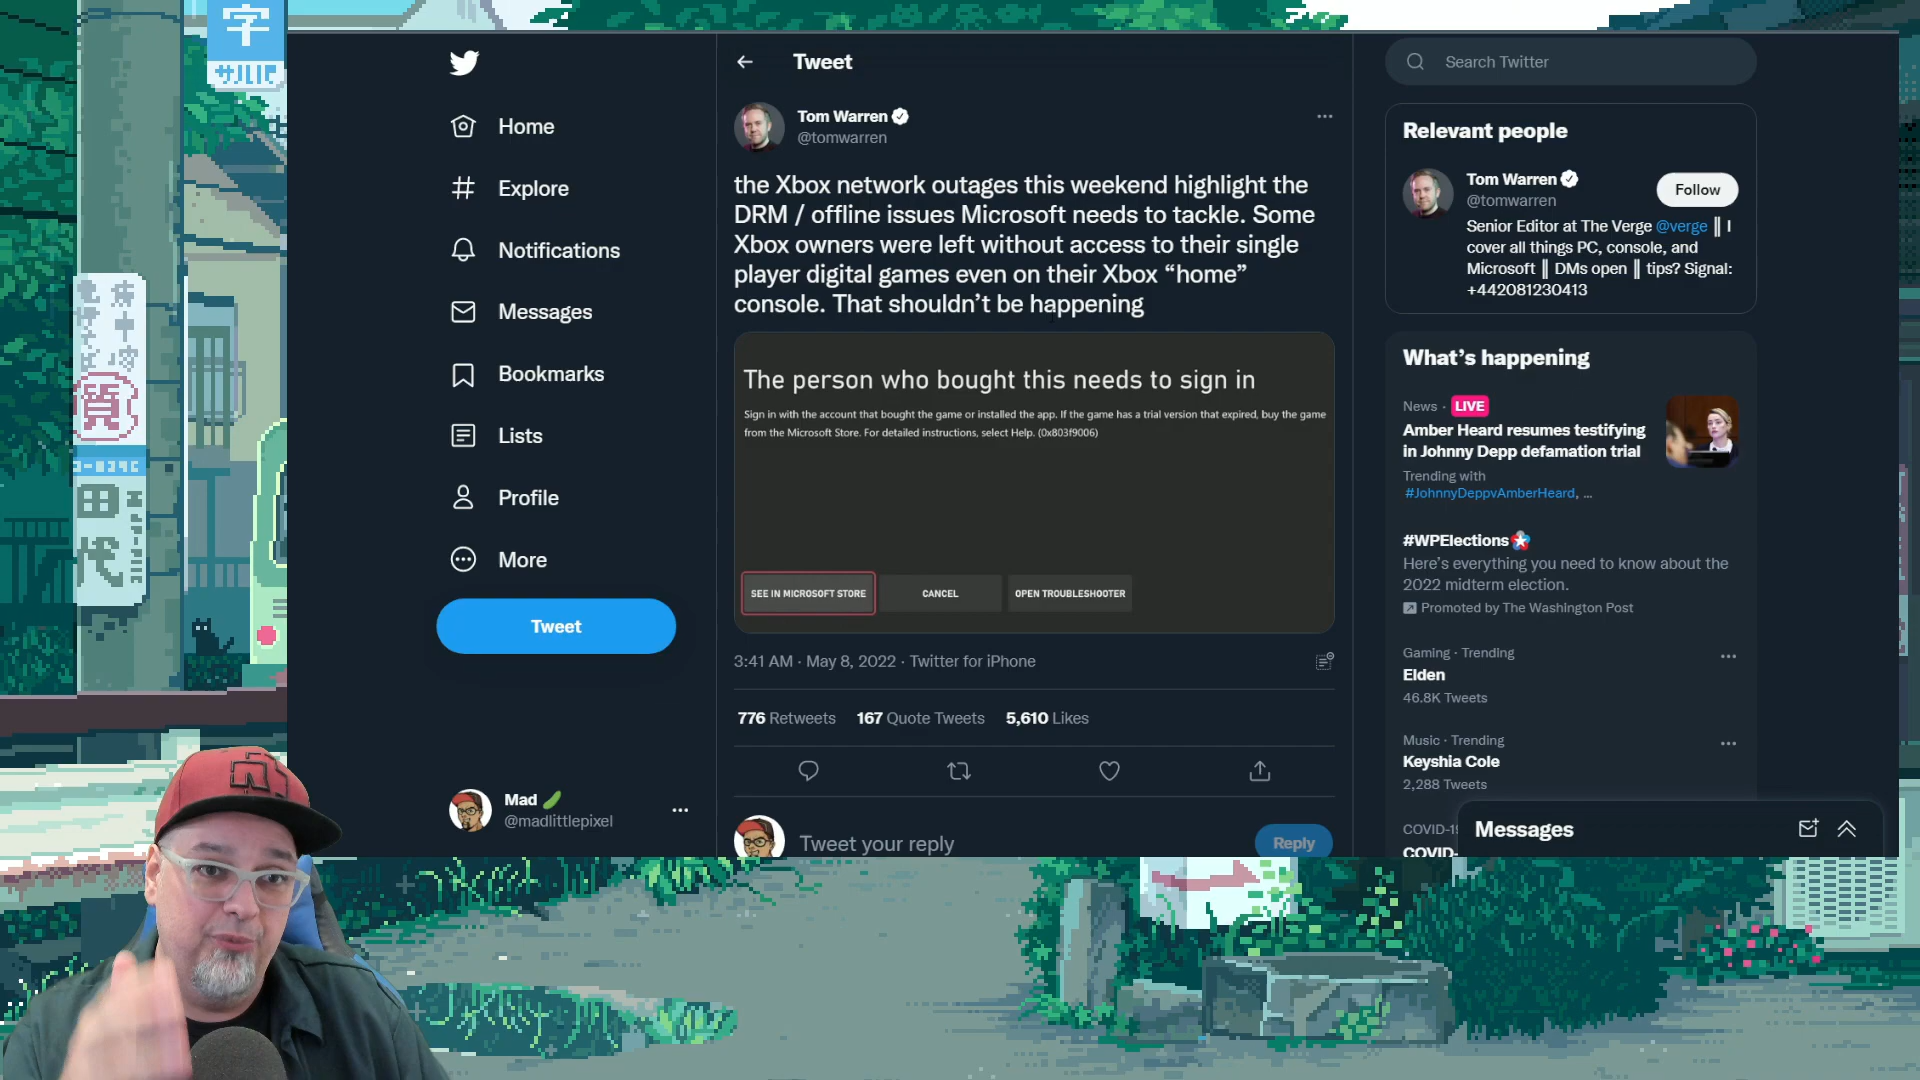 字
サルパ
質
田
代
Home
Explore
Notifications
Messages
Bookmarks
Lists
Profile
More
Tweet
Mad
@madlittlepixel
Tweet
Tom Warren
@tomwarren
the Xbox network outages this weekend highlight the
DRM / offline issues Microsoft needs to tackle. Some
Xbox owners were left without access to their single
player digital games even on their Xbox “home”
console. That shouldn’t be happening
The person who bought this needs to sign in
Sign in with the account that bought the game or installed the app. If the game has a trial version that expired, buy the game
from the Microsoft Store. For detailed instructions, select Help. (0x803f9006)
SEE IN MICROSOFT STORE CANCEL OPEN TROUBLESHOOTER
3:41 AM · May 8, 2022 · Twitter for iPhone
776 Retweets 167 Quote Tweets 5,610 Likes
Tweet your reply
Reply
Search Twitter
Relevant people
Tom Warren
@tomwarren
Follow
Senior Editor at The Verge @verge || I
cover all things PC, console, and
Microsoft || DMs open || tips? Signal:
+442081230413
What’s happening
News · LIVE
Amber Heard resumes testifying
in Johnny Depp defamation trial
Trending with
#JohnnyDeppvAmberHeard, ...
#WPElections
Here’s everything you need to know about the
2022 midterm election.
Promoted by The Washington Post
Gaming · Trending
Elden
46.8K Tweets
Music · Trending
Keyshia Cole
2,288 Tweets
COVID-19
COVID-
Messages